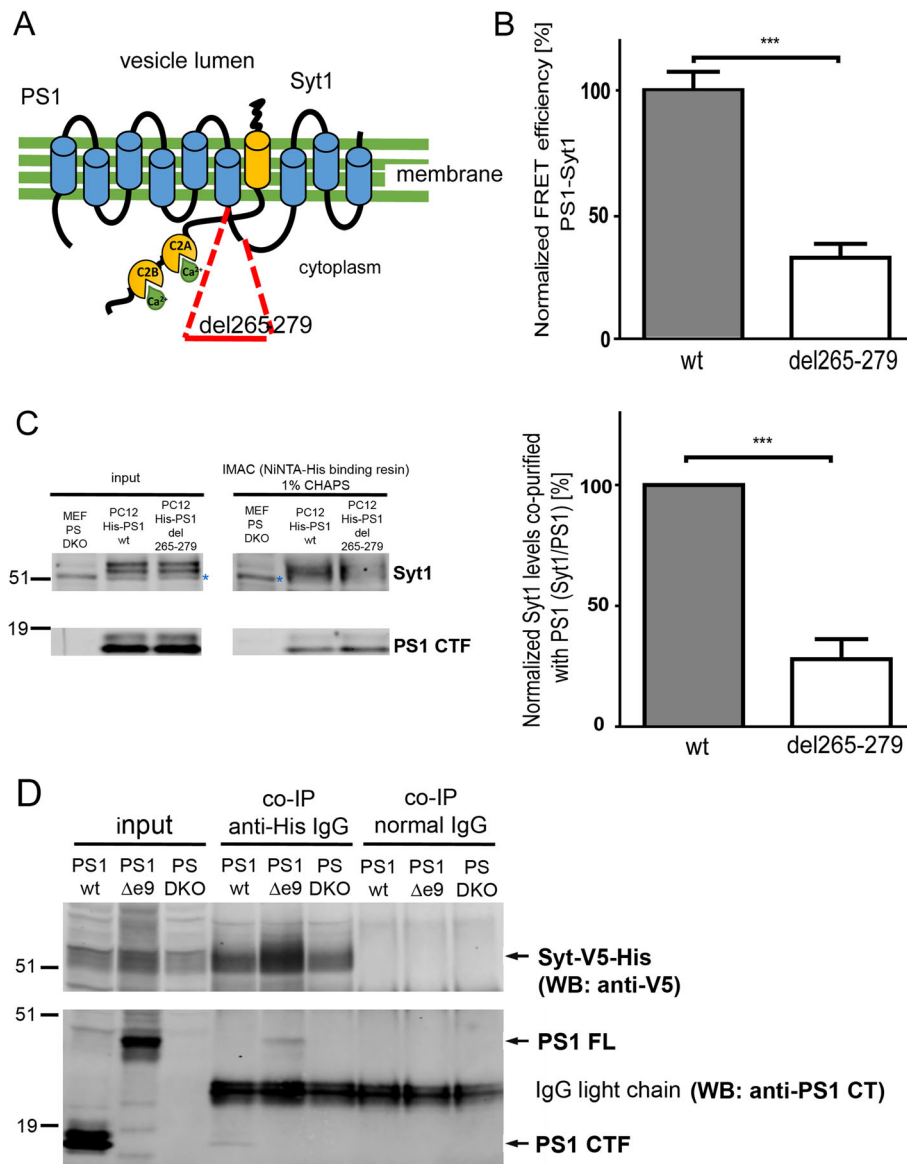 A
vesicle lumen
PS1
Syt1
membrane
C2A
C2B
Ca2+
Ca2+
cytoplasm
del265279
B
Normalized FRET efficiency [%]
PS1-Syt1
***
100
50
0
wt
del265-279
C
input
IMAC (NiNTA-His binding resin)
1% CHAPS
MEF
PS
DKO
PC12
His-PS1
wt
PC12
His-PS1
del
265-279
MEF
PS
DKO
PC12
His-PS1
wt
PC12
His-PS1
del
265-279
51
*
*
Syt1
19
PS1 CTF
Normalized Syt1 levels co-purified
with PS1 (Syt1/PS1) [%]
***
100
50
0
wt
del265-279
D
input
co-IP
anti-His IgG
co-IP
normal IgG
PS1
wt
PS1
Δe9
PS
DKO
PS1
wt
PS1
Δe9
PS
DKO
PS1
wt
PS1
Δe9
PS
DKO
51
Syt-V5-His
(WB: anti-V5)
51
PS1 FL
IgG light chain (WB: anti-PS1 CT)
19
PS1 CTF